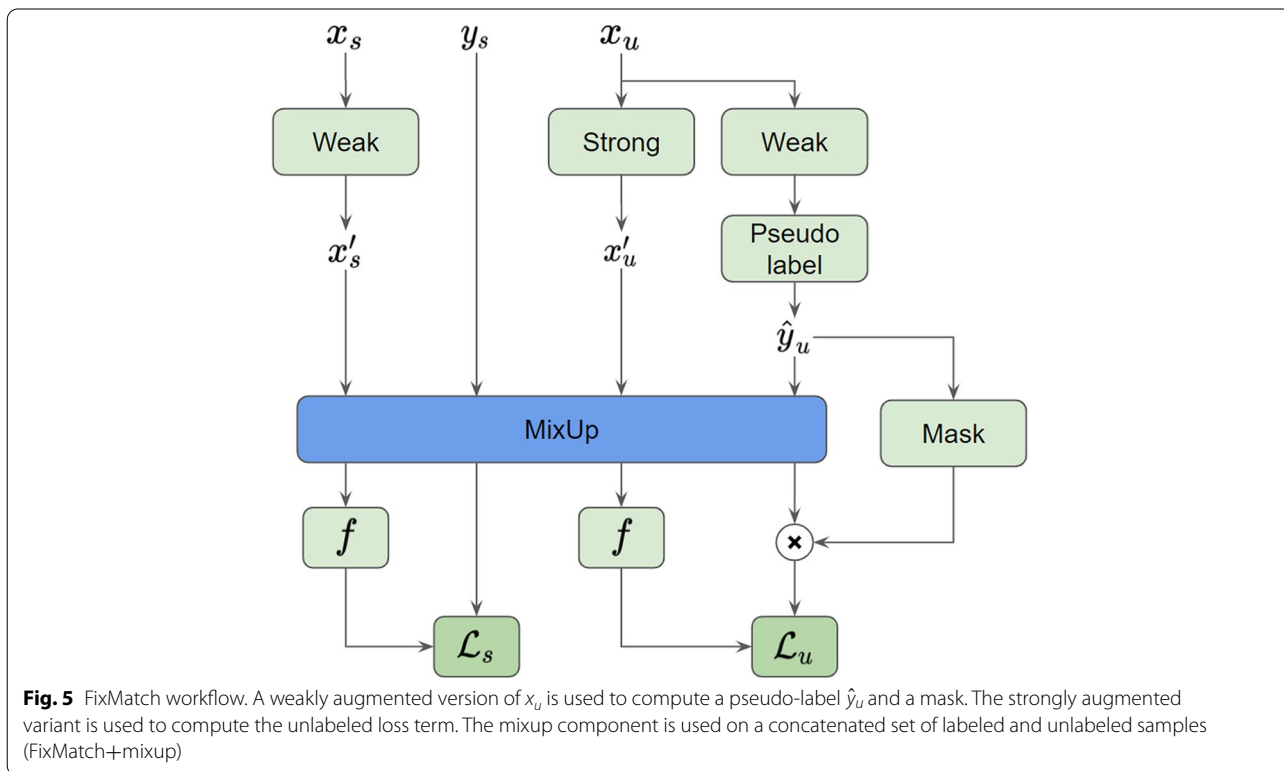 x_s y_s x_u
Weak Strong Weak
x'_s x'_u Pseudo
label
ŷ_u
MixUp Mask
f f ×
ℒ_s ℒ_u
Fig. 5 FixMatch workflow. A weakly augmented version of x_u is used to compute a pseudo-label ŷ_u and a mask. The strongly augmented
variant is used to compute the unlabeled loss term. The mixup component is used on a concatenated set of labeled and unlabeled samples
(FixMatch+mixup)